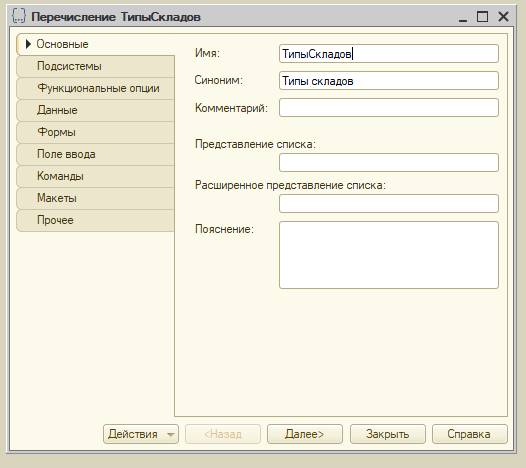 Перечисление ТипыСкладов
Основные
Подсистемы
Функциональные опции
Данные
Формы
Поле ввода
Команды
Макеты
Прочее
Имя: ТипыСкладов
Синоним: Типы складов
Комментарий:
Представление списка:
Расширенное представление списка:
Пояснение:
Действия <Назад Далее> Закрыть Справка